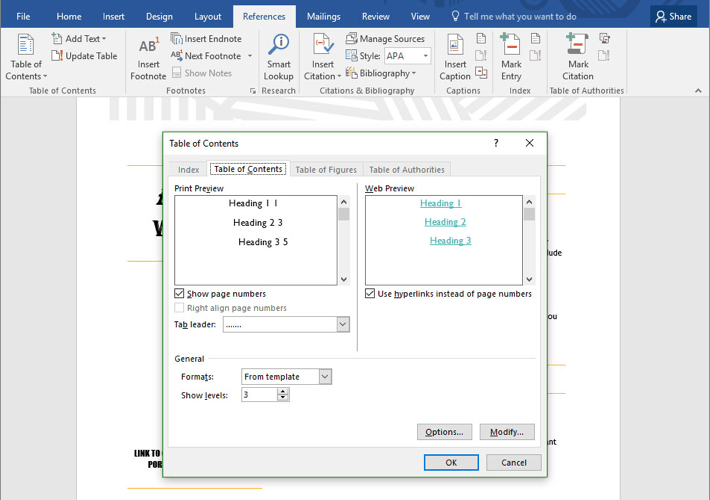 File Home Insert Design Layout References Mailings Review View Tell me what you want to do Share
Table of Contents
Add Text
Update Table
Table of Contents
AB1
Insert Footnote
Insert Endnote
Next Footnote
Show Notes
Footnotes
Smart Lookup
Research
Insert Citation
Manage Sources
Style: APA
Bibliography
Citations & Bibliography
Insert Caption
Captions
Mark Entry
Index
Mark Citation
Table of Authorities
Table of Contents
?
Index Table of Contents Table of Figures Table of Authorities
Print Preview
Heading 1 1
Heading 2 3
Heading 3 5
Web Preview
Heading 1
Heading 2
Heading 3
Show page numbers
Right align page numbers
Tab leader: .......
Use hyperlinks instead of page numbers
General
Formats: From template
Show levels: 3
Options... Modify...
OK Cancel
LINK TO
POR